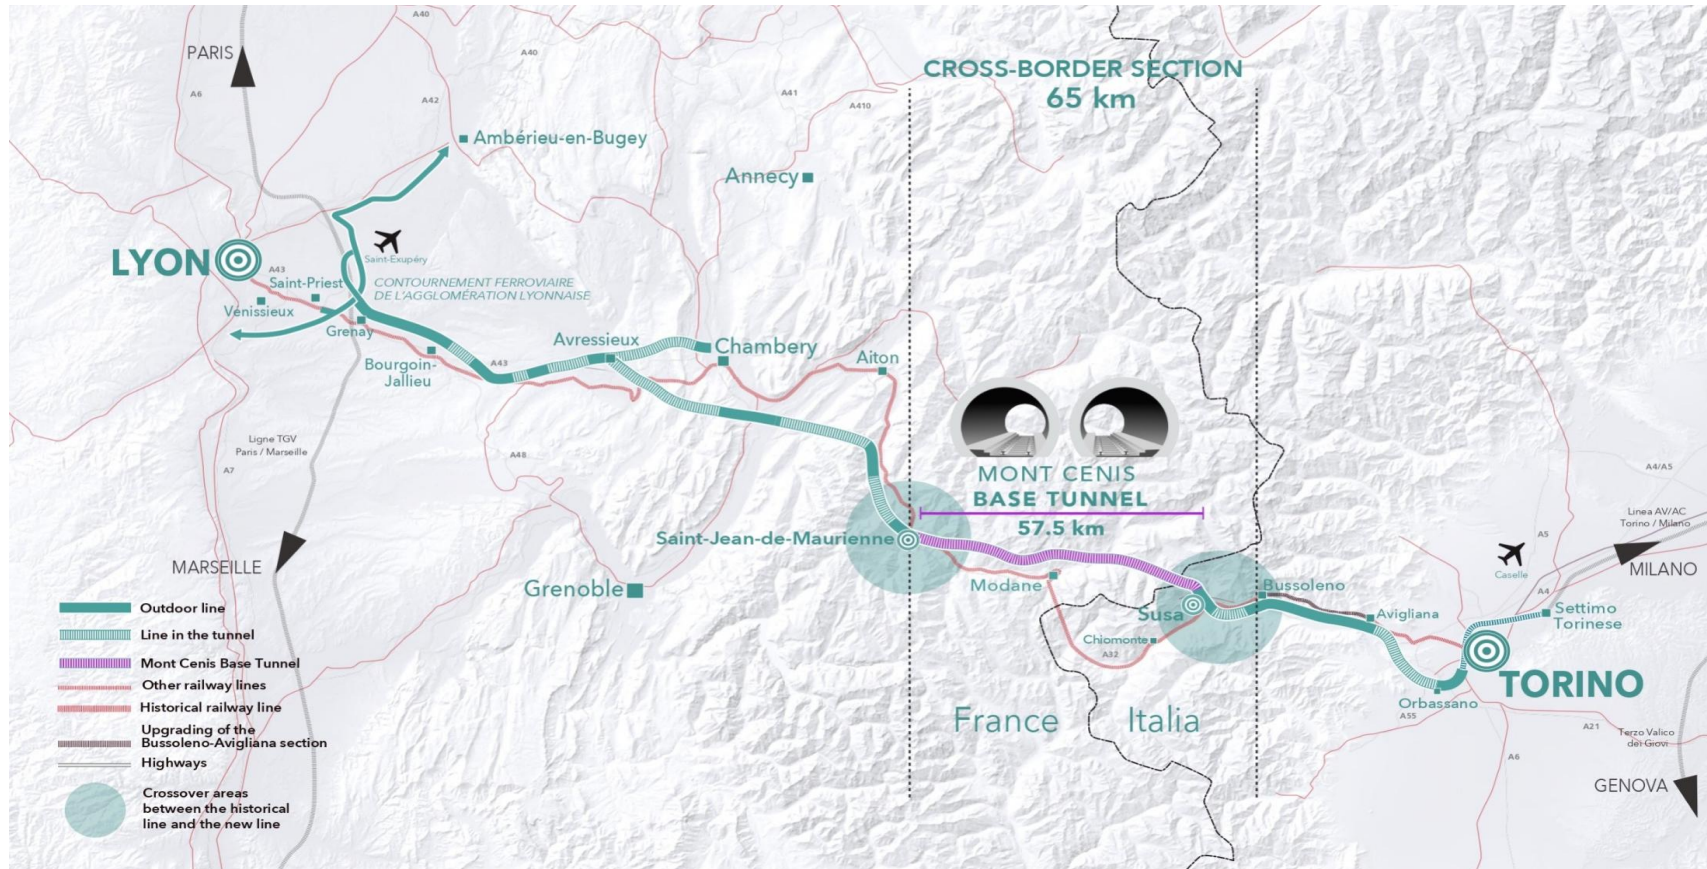 A40
PARIS
A40
CROSS-BORDER SECTION
65 km
A6
A42
A41
A410
Ambérieu-en-Bugey
Annecy
LYON
Saint-Exupéry
A43
Saint-Priest
CONTOURNEMENT FERROVIAIRE
DE L'AGGLOMÉRATION LYONNAISE
Vénissieux
Grenay
Avressieux
Chambery
Aiton
Bourgoin-
Jallieu
A43
Ligne TGV
Paris / Marseille
A7
A48
MONT CENIS
BASE TUNNEL
57.5 km
A4/A5
Linea AV/AC
Torino / Milano
A5
Saint-Jean-de-Maurienne
MARSEILLE
Grenoble
Modane
Bussoleno
Caselle
MILANO
A4
Susa
Avigliana
Settimo
Torinese
Chiomonte
A32
TORINO
Orbassano
A55
France
Italia
A21
Terzo Valico
dei Giovi
A6
GENOVA
Outdoor line
Line in the tunnel
Mont Cenis Base Tunnel
Other railway lines
Historical railway line
Upgrading of the
Bussoleno-Avigliana section
Highways
Crossover areas
between the historical
line and the new line